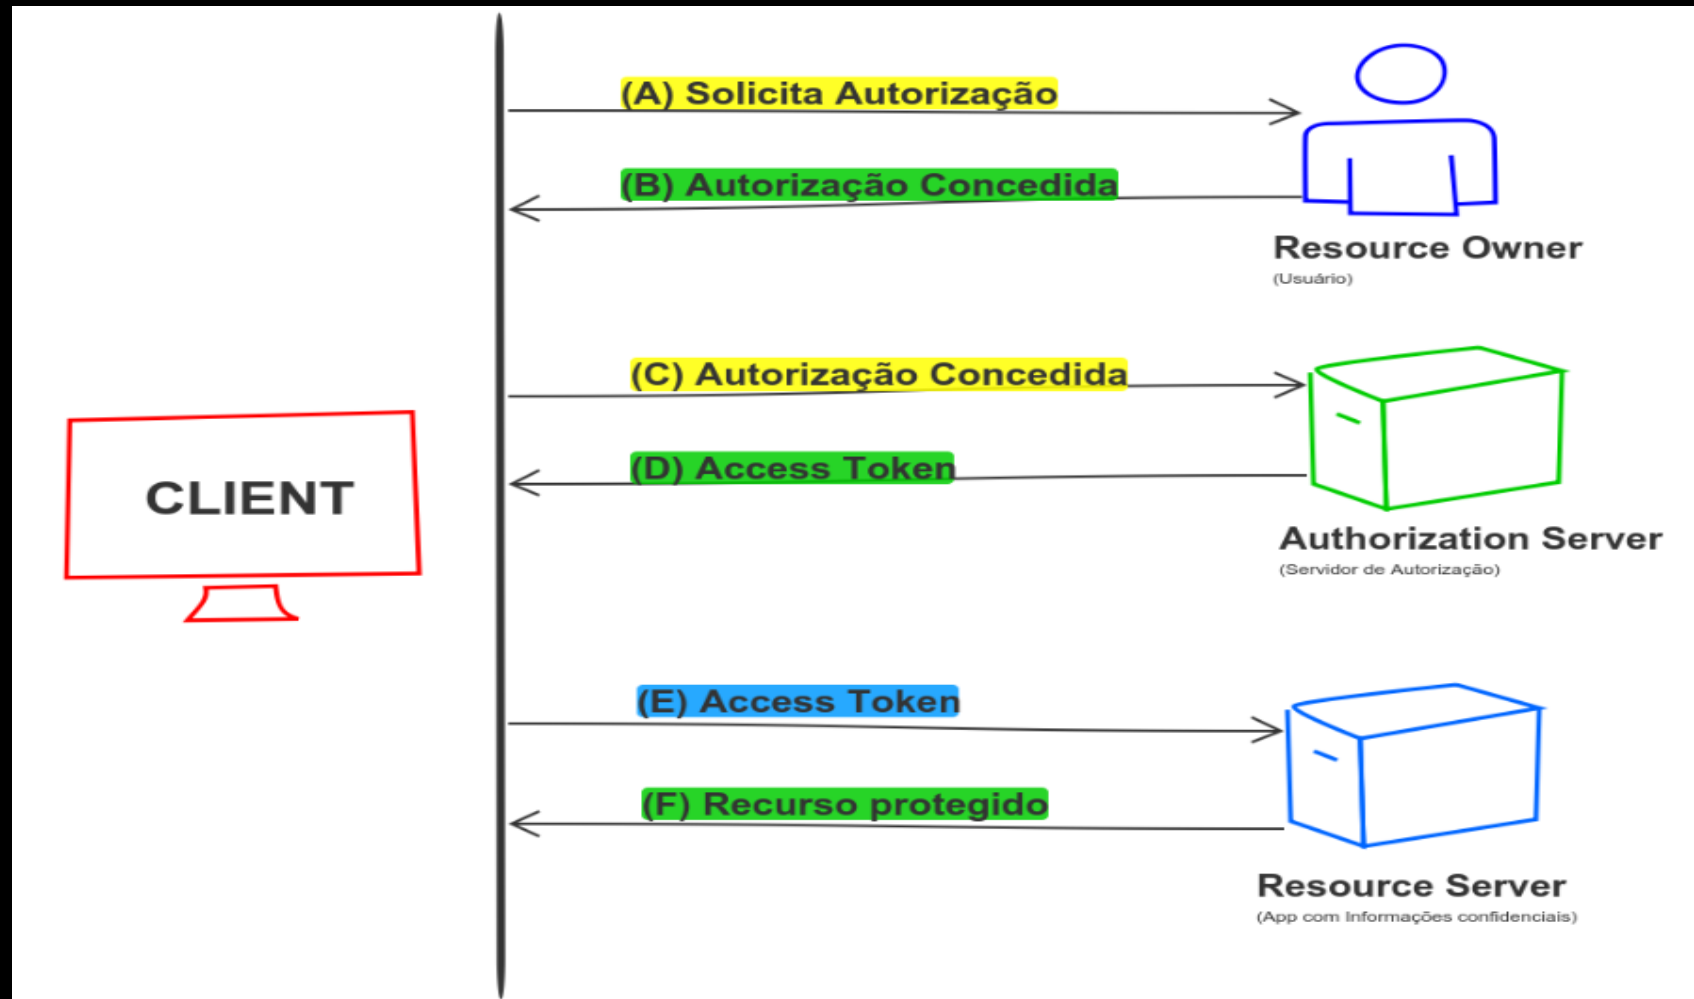 (A) Solicita Autorização
(B) Autorização Concedida
Resource Owner
(Usuário)
(C) Autorização Concedida
(D) Access Token
CLIENT
Authorization Server
(Servidor de Autorização)
(E) Access Token
(F) Recurso protegido
Resource Server
(App com Informações confidenciais)